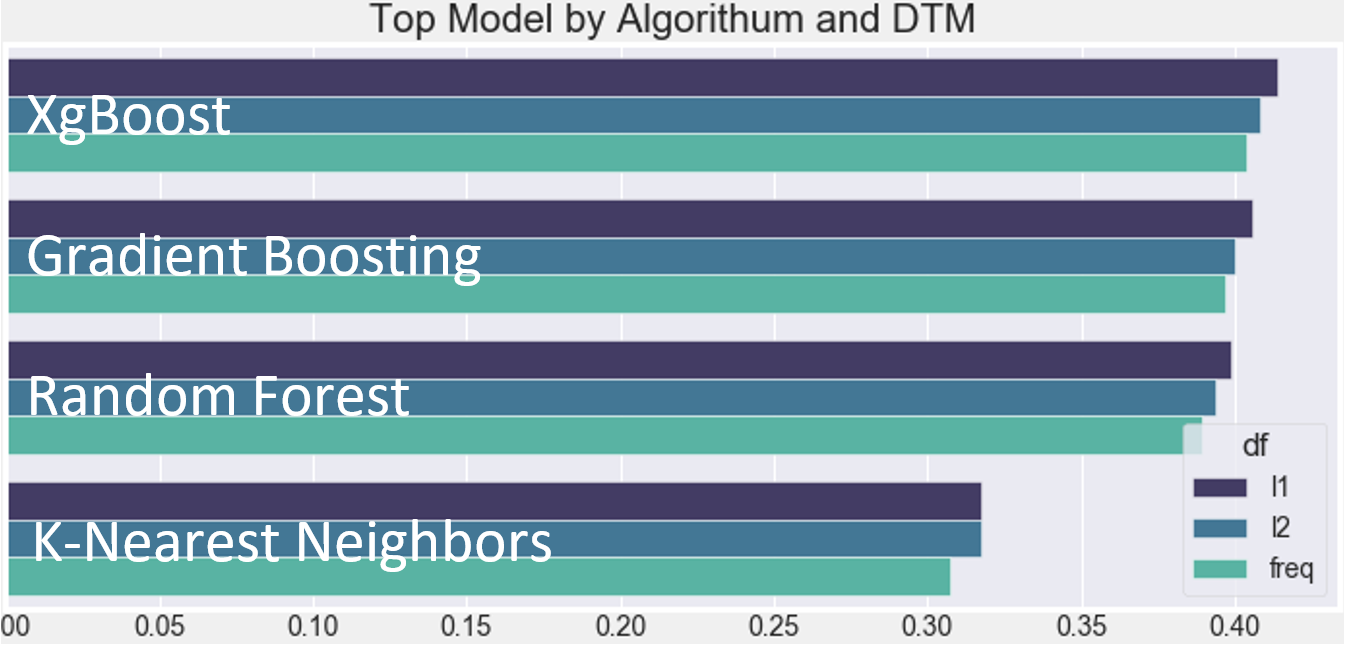 Top Model by Algorithum and DTM
XgBoost
Gradient Boosting
Random Forest
K-Nearest Neighbors
df
l1
l2
freq
00 0.05 0.10 0.15 0.20 0.25 0.30 0.35 0.40